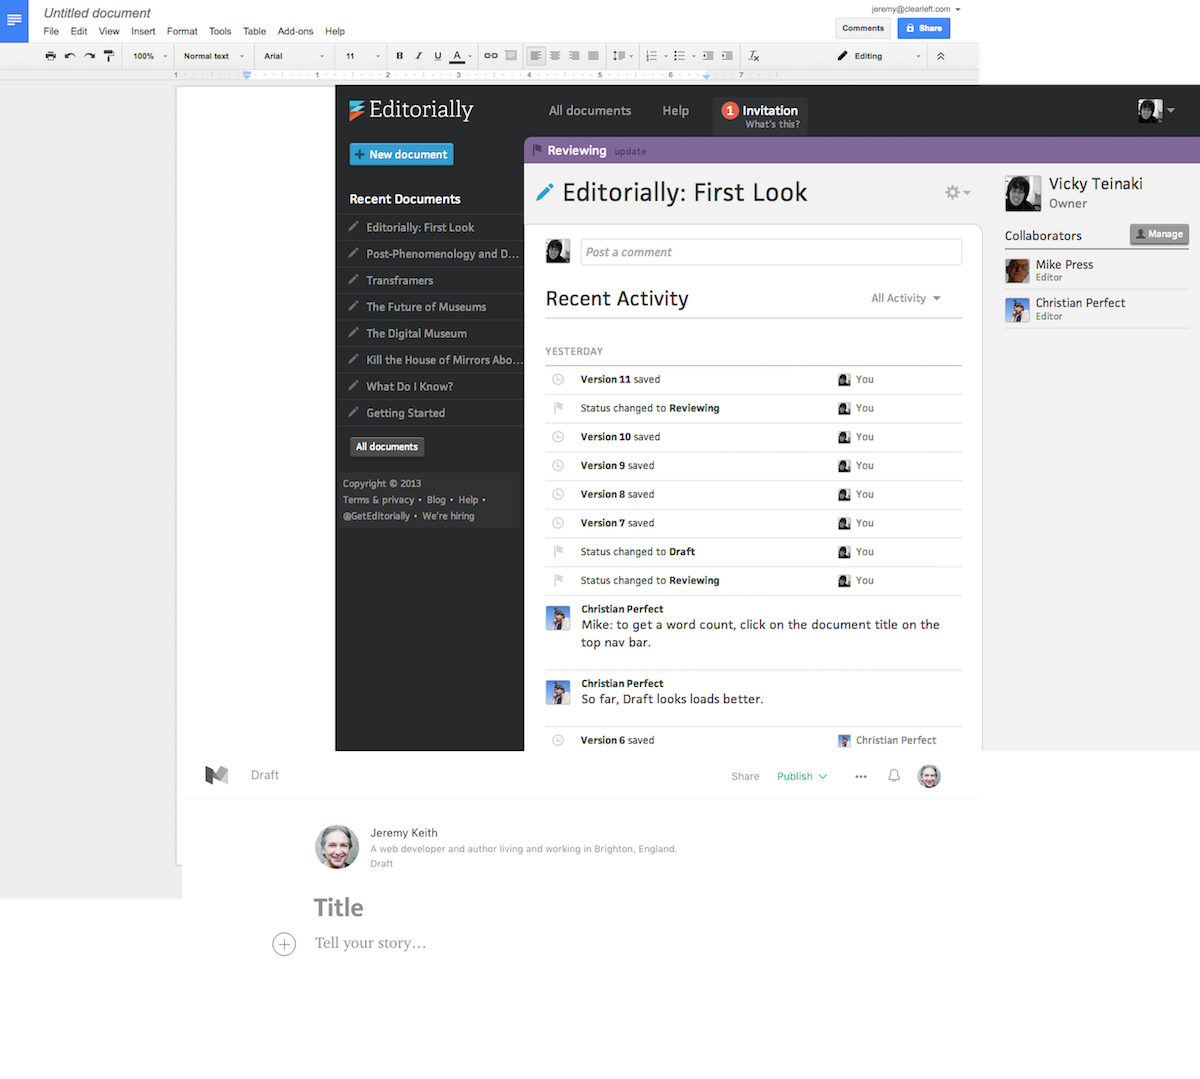 Untitled document
jeremy@clearleft.com
File Edit View Insert Format Tools Table Add-ons Help
Comments
Share
100% Normal text Arial 11 B I U A Editing
1 1 2 3 4 5 6 7
Editorially
All documents Help 1 Invitation
What's this?
+ New document
Reviewing update
Editorially: First Look
Vicky Teinaki
Owner
Collaborators Manage
Mike Press
Editor
Christian Perfect
Editor
Recent Documents
Editorially: First Look
Post-Phenomenology and D...
Transframers
The Future of Museums
The Digital Museum
Kill the House of Mirrors Abo...
What Do I Know?
Getting Started
All documents
Copyright © 2013
Terms & privacy • Blog • Help •
@GetEditorially • We're hiring
Post a comment
Recent Activity All Activity
YESTERDAY
Version 11 saved You
Status changed to Reviewing You
Version 10 saved You
Version 9 saved You
Version 8 saved You
Version 7 saved You
Status changed to Draft You
Status changed to Reviewing You
Christian Perfect
Mike: to get a word count, click on the document title on the
top nav bar.
Christian Perfect
So far, Draft looks loads better.
Version 6 saved Christian Perfect
Draft Share Publish
Jeremy Keith
A web developer and author living and working in Brighton, England.
Draft
Title
Tell your story…